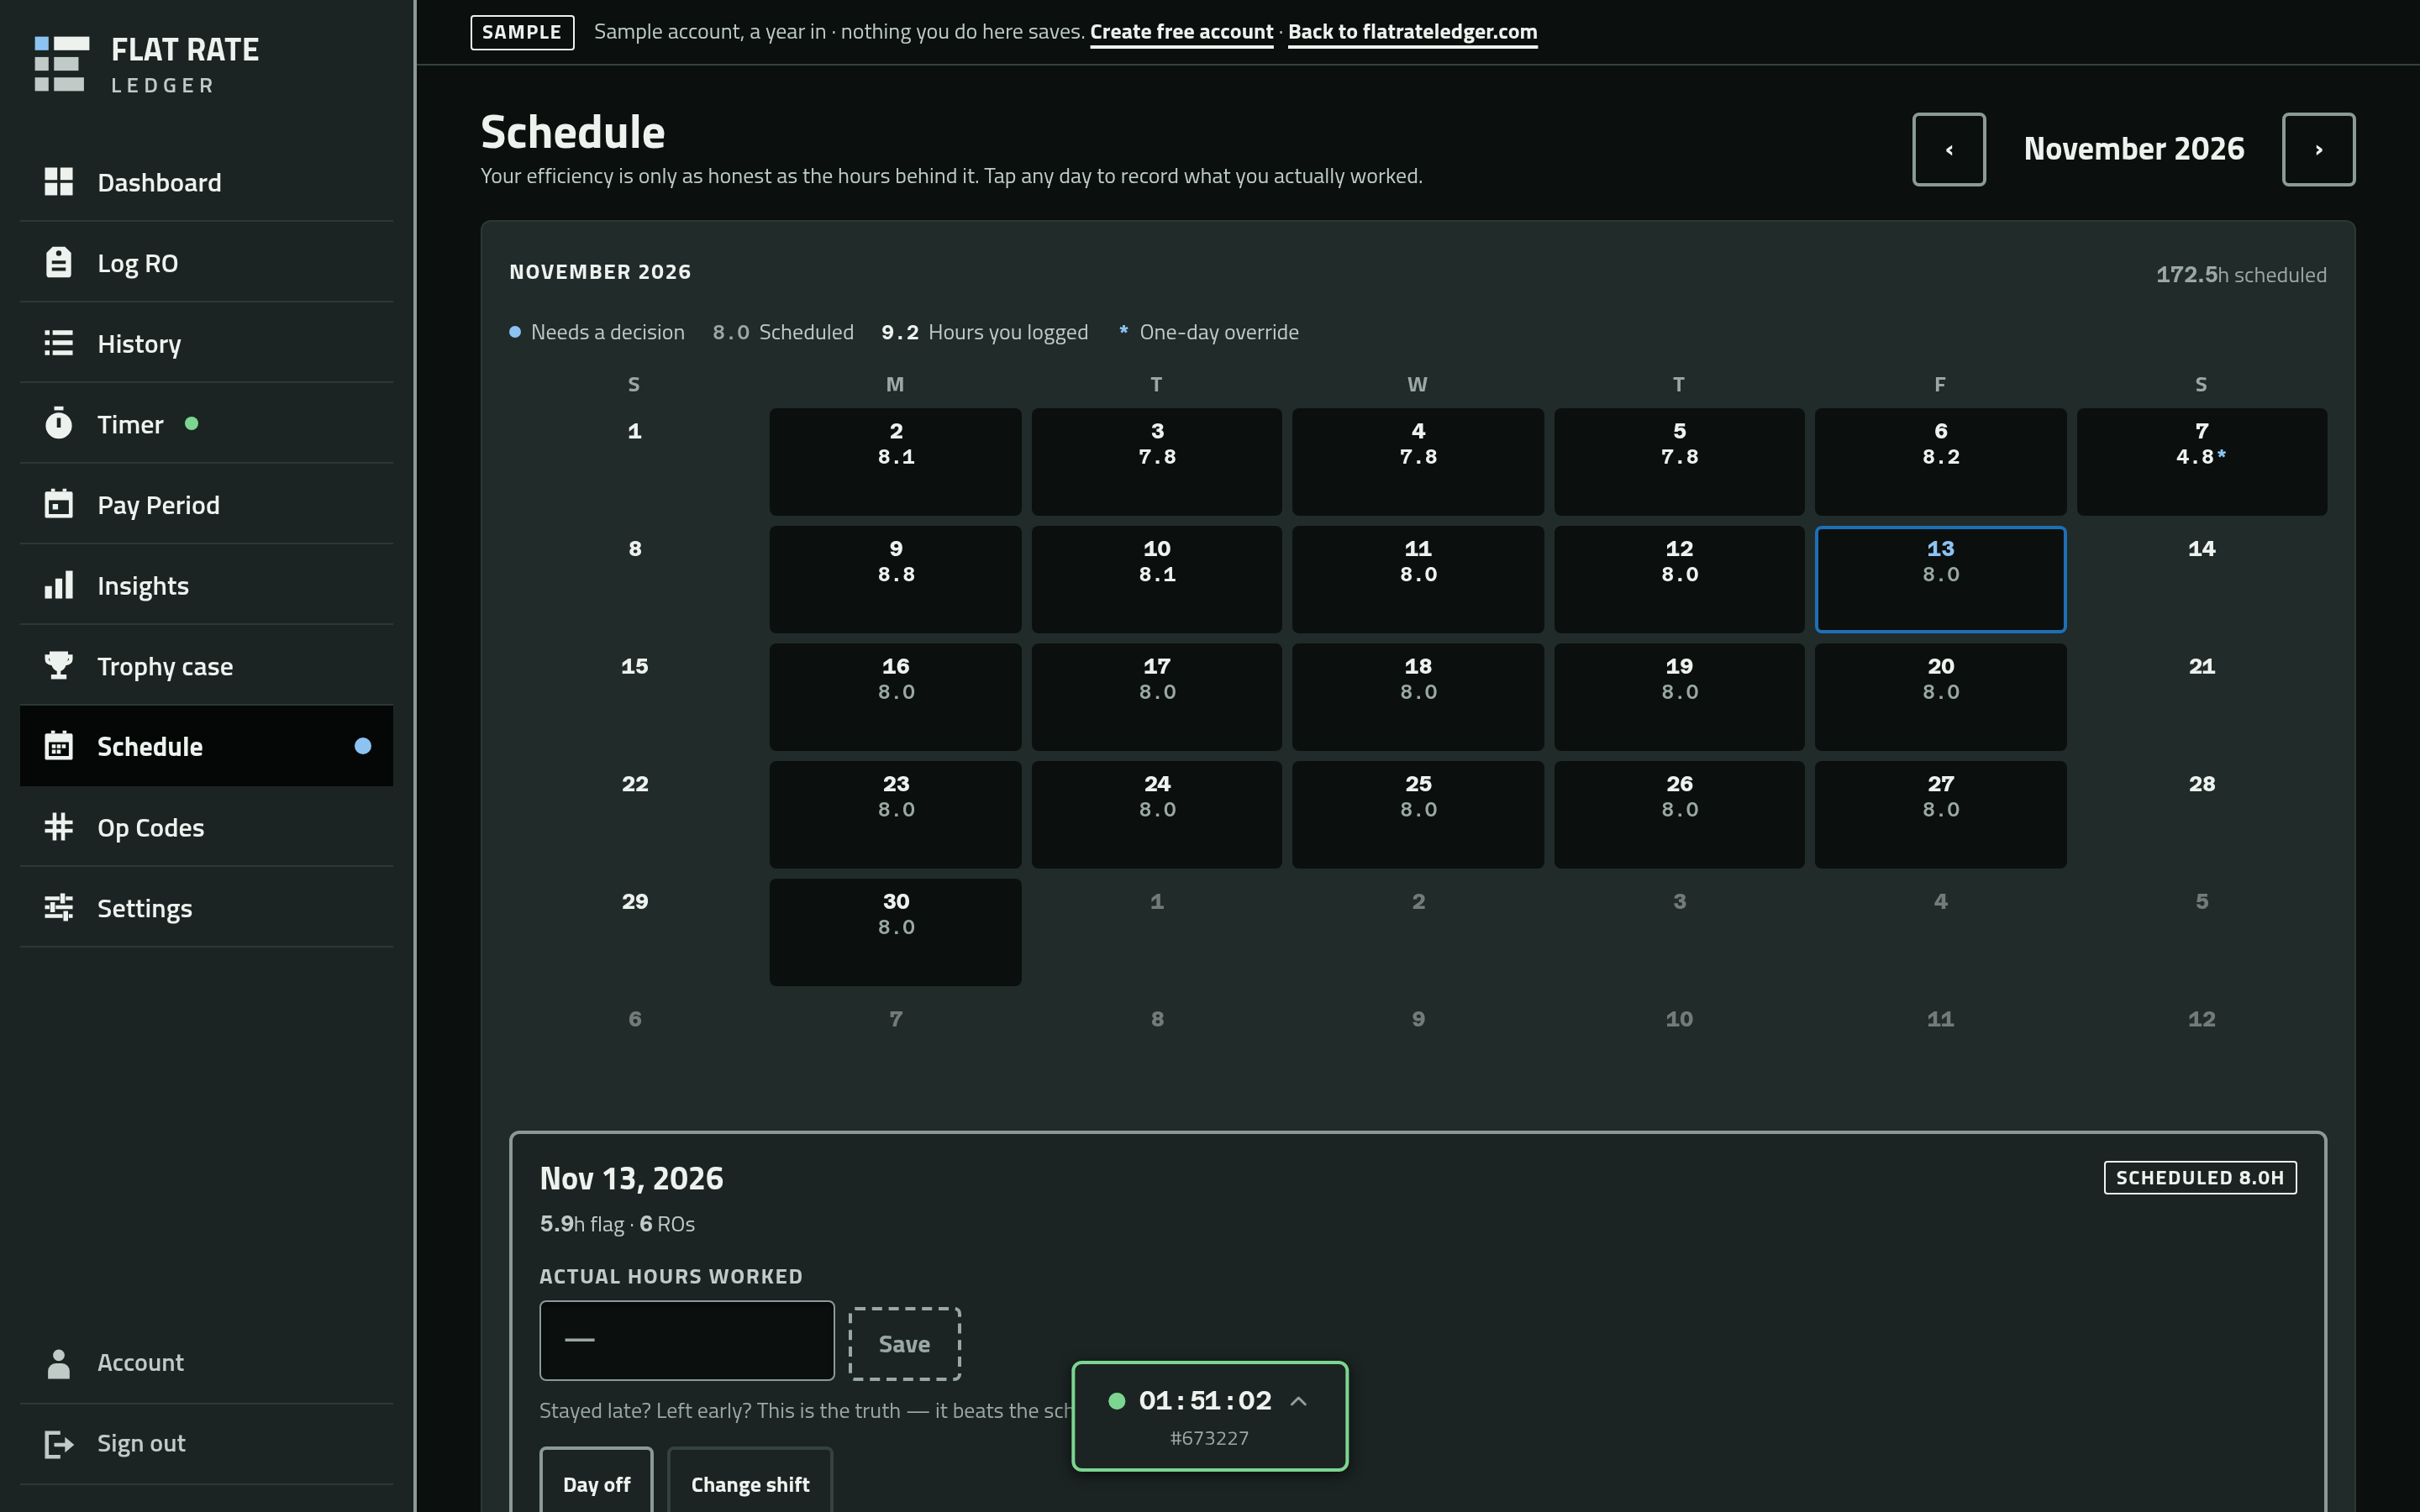 FLAT RATE
LEDGER
Dashboard
Log RO
History
Timer
Pay Period
Insights
Trophy case
Schedule
Op Codes
Settings
Account
Sign out
SAMPLE Sample account, a year in · nothing you do here saves. Create free account · Back to flatrateledger.com
Schedule
Your efficiency is only as honest as the hours behind it. Tap any day to record what you actually worked.
‹ November 2026 ›
NOVEMBER 2026 172.5h scheduled
Needs a decision 8.0 Scheduled 9.2 Hours you logged * One-day override
S M T W T F S
1 2 3 4 5 6 7
8.1 7.8 7.8 7.8 8.2 4.8*
8 9 10 11 12 13 14
8.8 8.1 8.0 8.0 8.0
15 16 17 18 19 20 21
8.0 8.0 8.0 8.0 8.0
22 23 24 25 26 27 28
8.0 8.0 8.0 8.0 8.0
29 30 1 2 3 4 5
8.0
6 7 8 9 10 11 12
Nov 13, 2026 SCHEDULED 8.0H
5.9h flag · 6 ROs
ACTUAL HOURS WORKED
— Save
Stayed late? Left early? This is the truth — it beats the sch
01:51:02
#673227
Day off Change shift